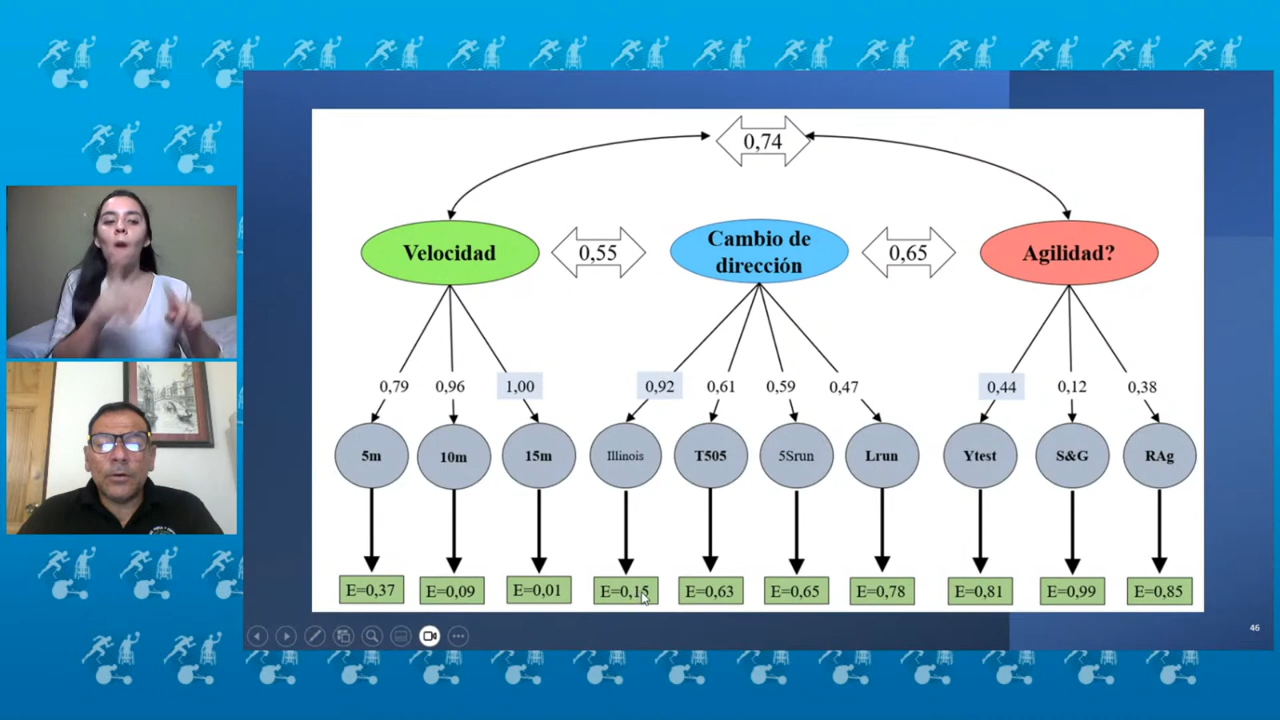 0,74
Velocidad
0,55
Cambio de
dirección
0,65
Agilidad?
0,79 0,96 1,00 0,92 0,61 0,59 0,47 0,44 0,12 0,38
5m 10m 15m Illinois T505 5Srun Lrun Ytest S&G RAg
E=0,37 E=0,09 E=0,01 E=0,15 E=0,63 E=0,65 E=0,78 E=0,81 E=0,99 E=0,85
46